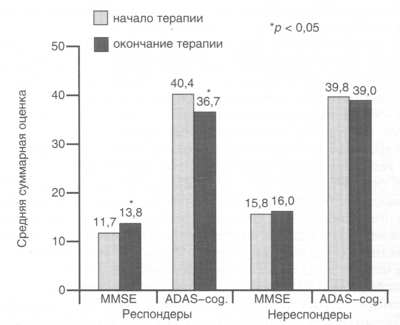 начало терапии
окончание терапии
*p < 0,05
Средняя суммарная оценка
50
40
30
20
10
0
11,7
*
13,8
40,4
*
36,7
15,8
16,0
39,8
39,0
MMSE
ADAS–cog.
MMSE
ADAS–cog.
Респондеры
Нереспондеры